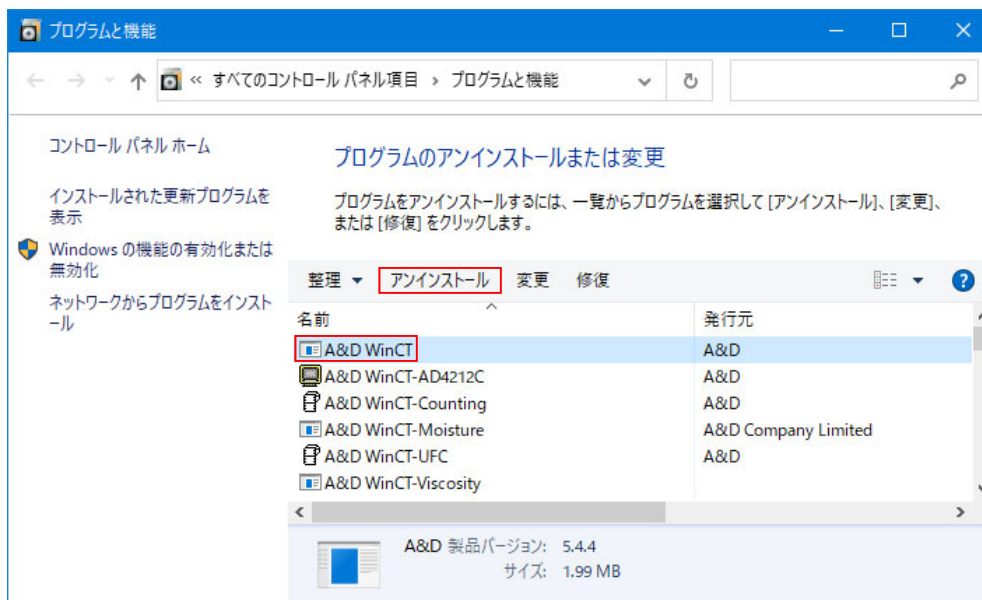 プログラムと機能
« すべてのコントロール パネル項目 › プログラムと機能
コントロール パネル ホーム
インストールされた更新プログラムを
表示
Windows の機能の有効化または
無効化
ネットワークからプログラムをインスト
ール
プログラムのアンインストールまたは変更
プログラムをアンインストールするには、一覧からプログラムを選択して [アンインストール]、[変更]、
または [修復] をクリックします。
整理 アンインストール 変更 修復
名前 発行元
A&D WinCT A&D
A&D WinCT-AD4212C A&D
A&D WinCT-Counting A&D
A&D WinCT-Moisture A&D Company Limited
A&D WinCT-UFC A&D
A&D WinCT-Viscosity
A&D 製品バージョン: 5.4.4
サイズ: 1.99 MB